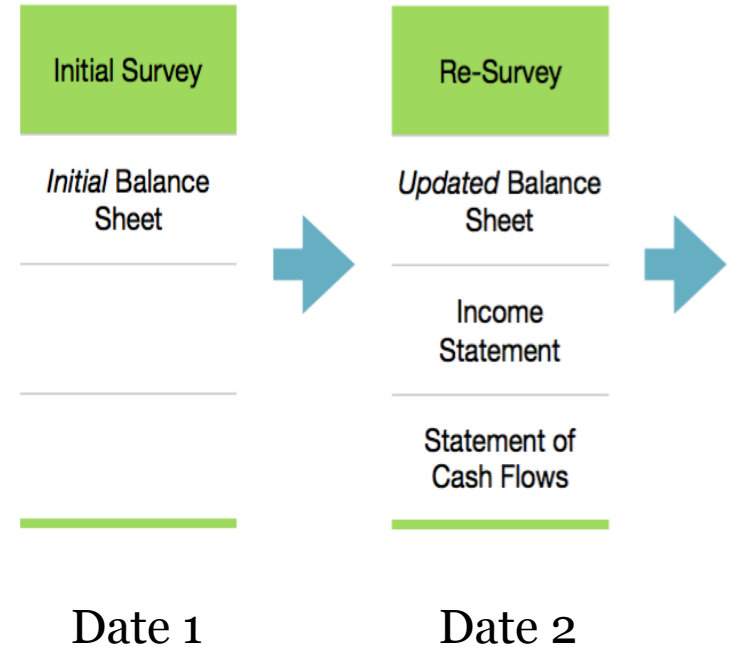 Initial Survey
Initial Balance
Sheet
Date 1
Re-Survey
Updated Balance
Sheet
Income
Statement
Statement of
Cash Flows
Date 2